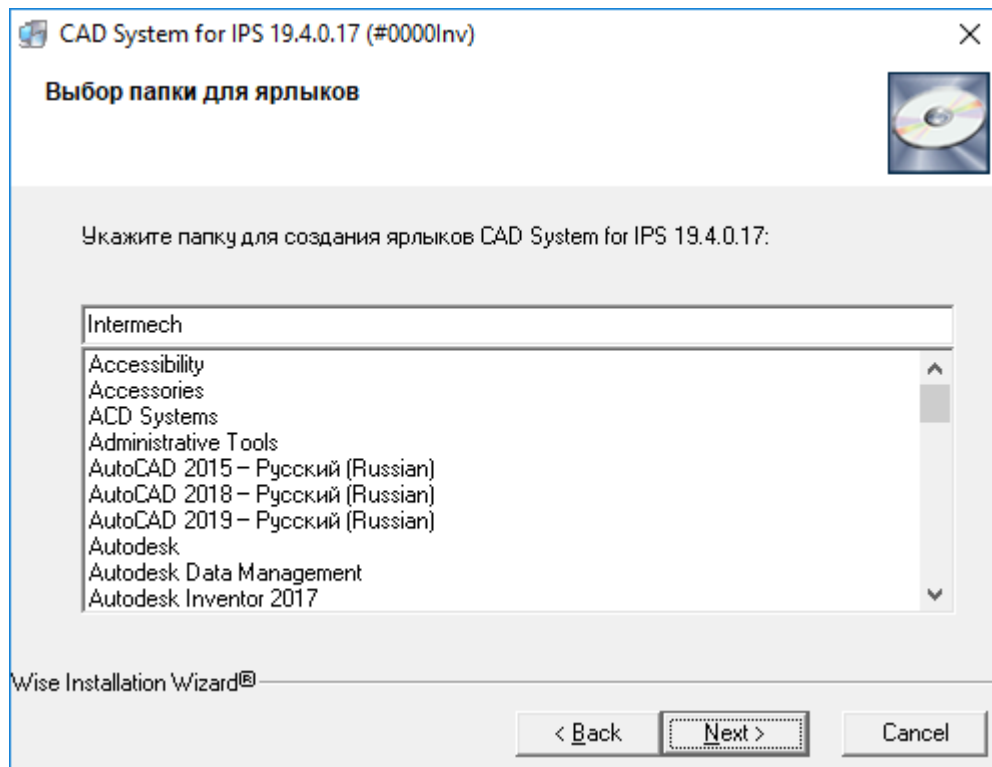 CAD System for IPS 19.4.0.17 (#0000Inv)
Выбор папки для ярлыков
Укажите папку для создания ярлыков CAD System for IPS 19.4.0.17:
Intermech
Accessibility
Accessories
ACD Systems
Administrative Tools
AutoCAD 2015 – Русский (Russian)
AutoCAD 2018 – Русский (Russian)
AutoCAD 2019 – Русский (Russian)
Autodesk
Autodesk Data Management
Autodesk Inventor 2017
Wise Installation Wizard®
< Back Next > Cancel